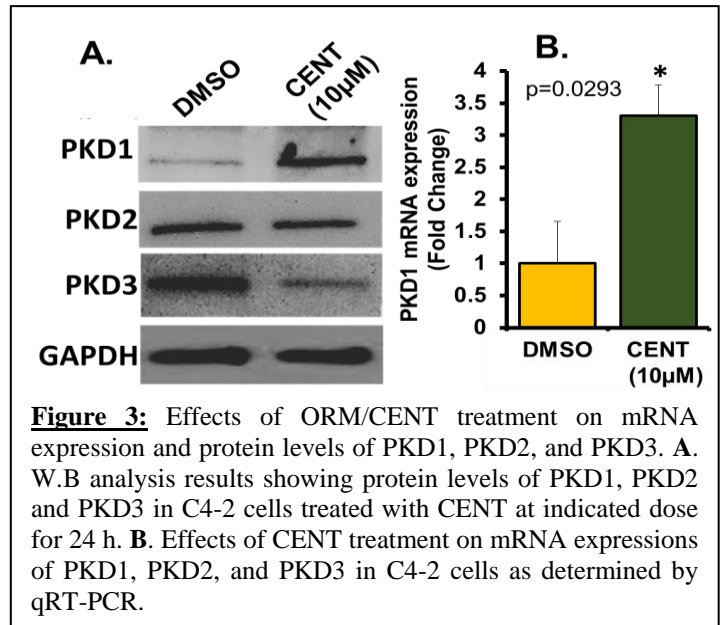 A.
DMSO
CENT
(10µM)
PKD1
PKD2
PKD3
GAPDH
B.
PKD1 mRNA expression
(Fold Change)
4
3.5
3
2.5
2
1.5
1
0.5
0
p=0.0293
*
DMSO
CENT
(10µM)
Figure 3: Effects of ORM/CENT treatment on mRNA
expression and protein levels of PKD1, PKD2, and PKD3. A.
W.B analysis results showing protein levels of PKD1, PKD2
and PKD3 in C4-2 cells treated with CENT at indicated dose
for 24 h. B. Effects of CENT treatment on mRNA expressions
of PKD1, PKD2, and PKD3 in C4-2 cells as determined by
qRT-PCR.